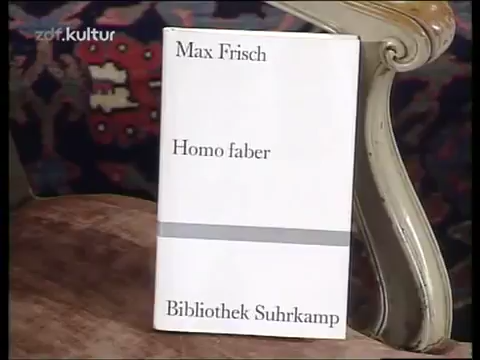 zdf.kultur
Max Frisch
Homo faber
Bibliothek Suhrkamp